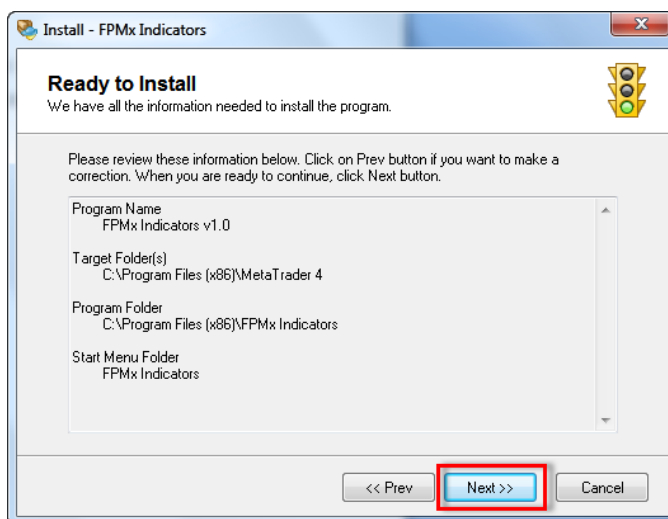 Install - FPMx Indicators
Ready to Install
We have all the information needed to install the program.
Please review these information below. Click on Prev button if you want to make a
correction. When you are ready to continue, click Next button.
Program Name
FPMx Indicators v1.0
Target Folder(s)
C:\Program Files (x86)\MetaTrader 4
Program Folder
C:\Program Files (x86)\FPMx Indicators
Start Menu Folder
FPMx Indicators
<< Prev
Next >>
Cancel